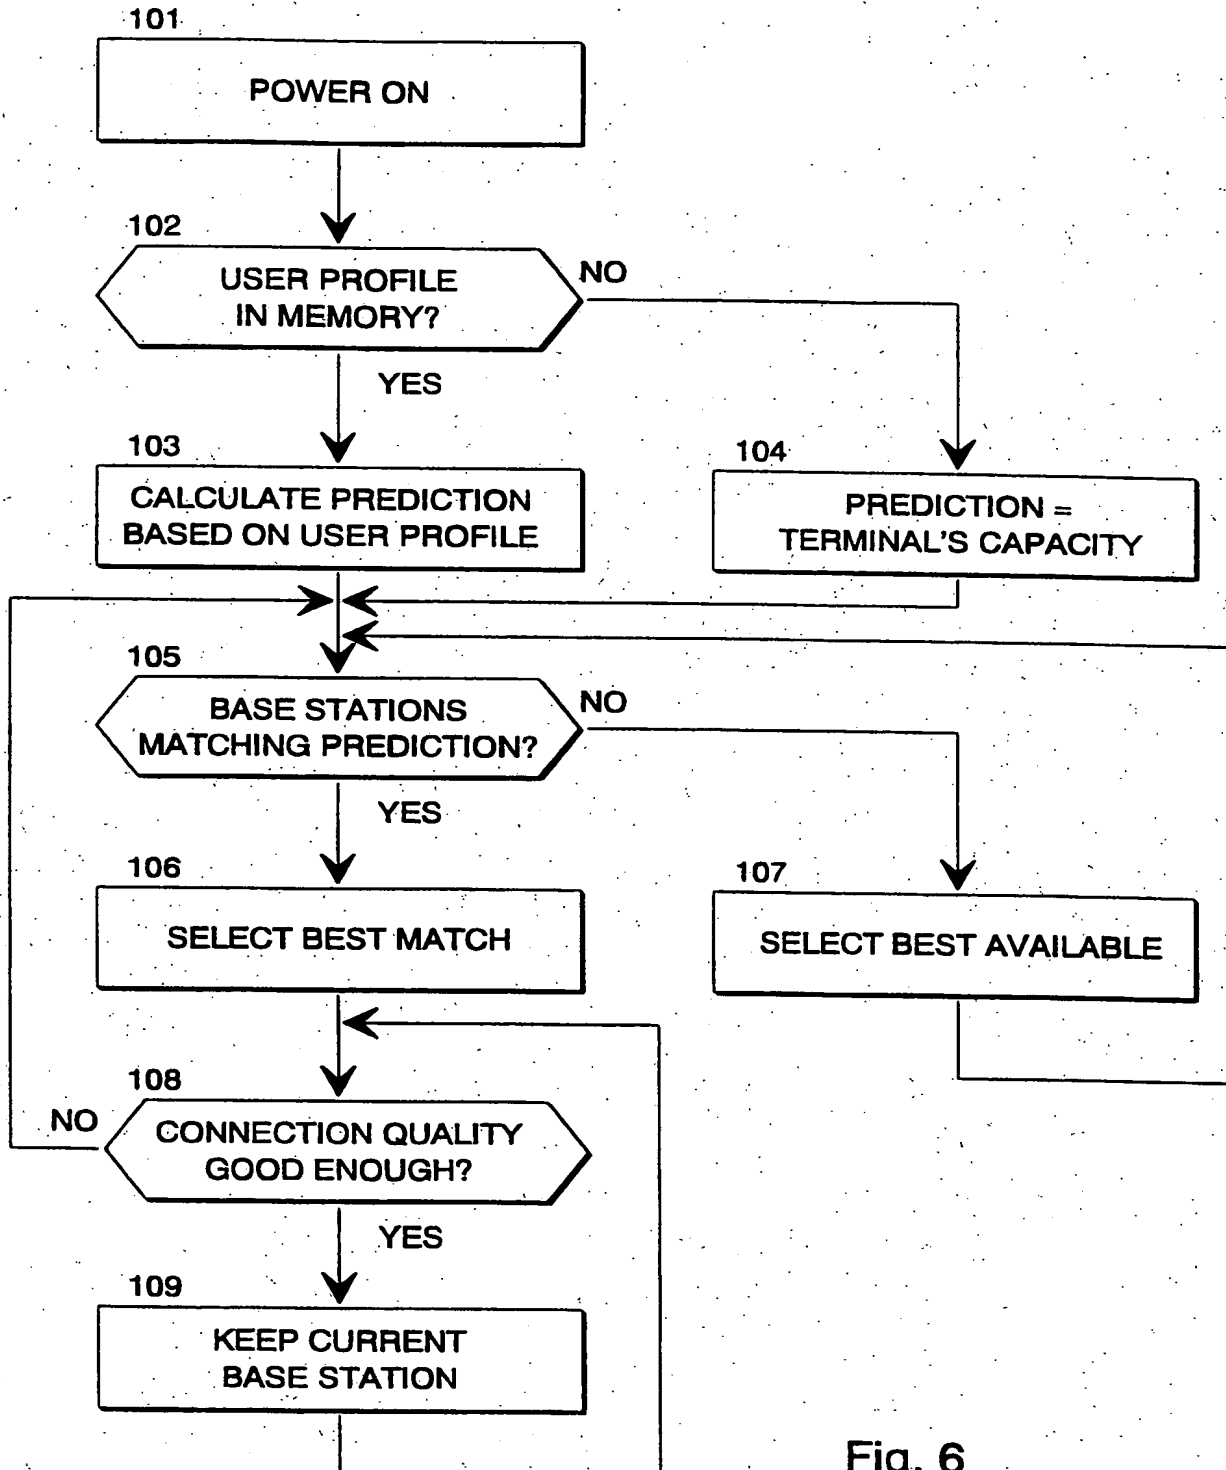 101
POWER ON
102
USER PROFILE
IN MEMORY?
NO
YES
103
CALCULATE PREDICTION
BASED ON USER PROFILE
104
PREDICTION =
TERMINAL'S CAPACITY
105
BASE STATIONS
MATCHING PREDICTION?
NO
YES
106
SELECT BEST MATCH
107
SELECT BEST AVAILABLE
108
NO
CONNECTION QUALITY
GOOD ENOUGH?
YES
109
KEEP CURRENT
BASE STATION
Fig. 6